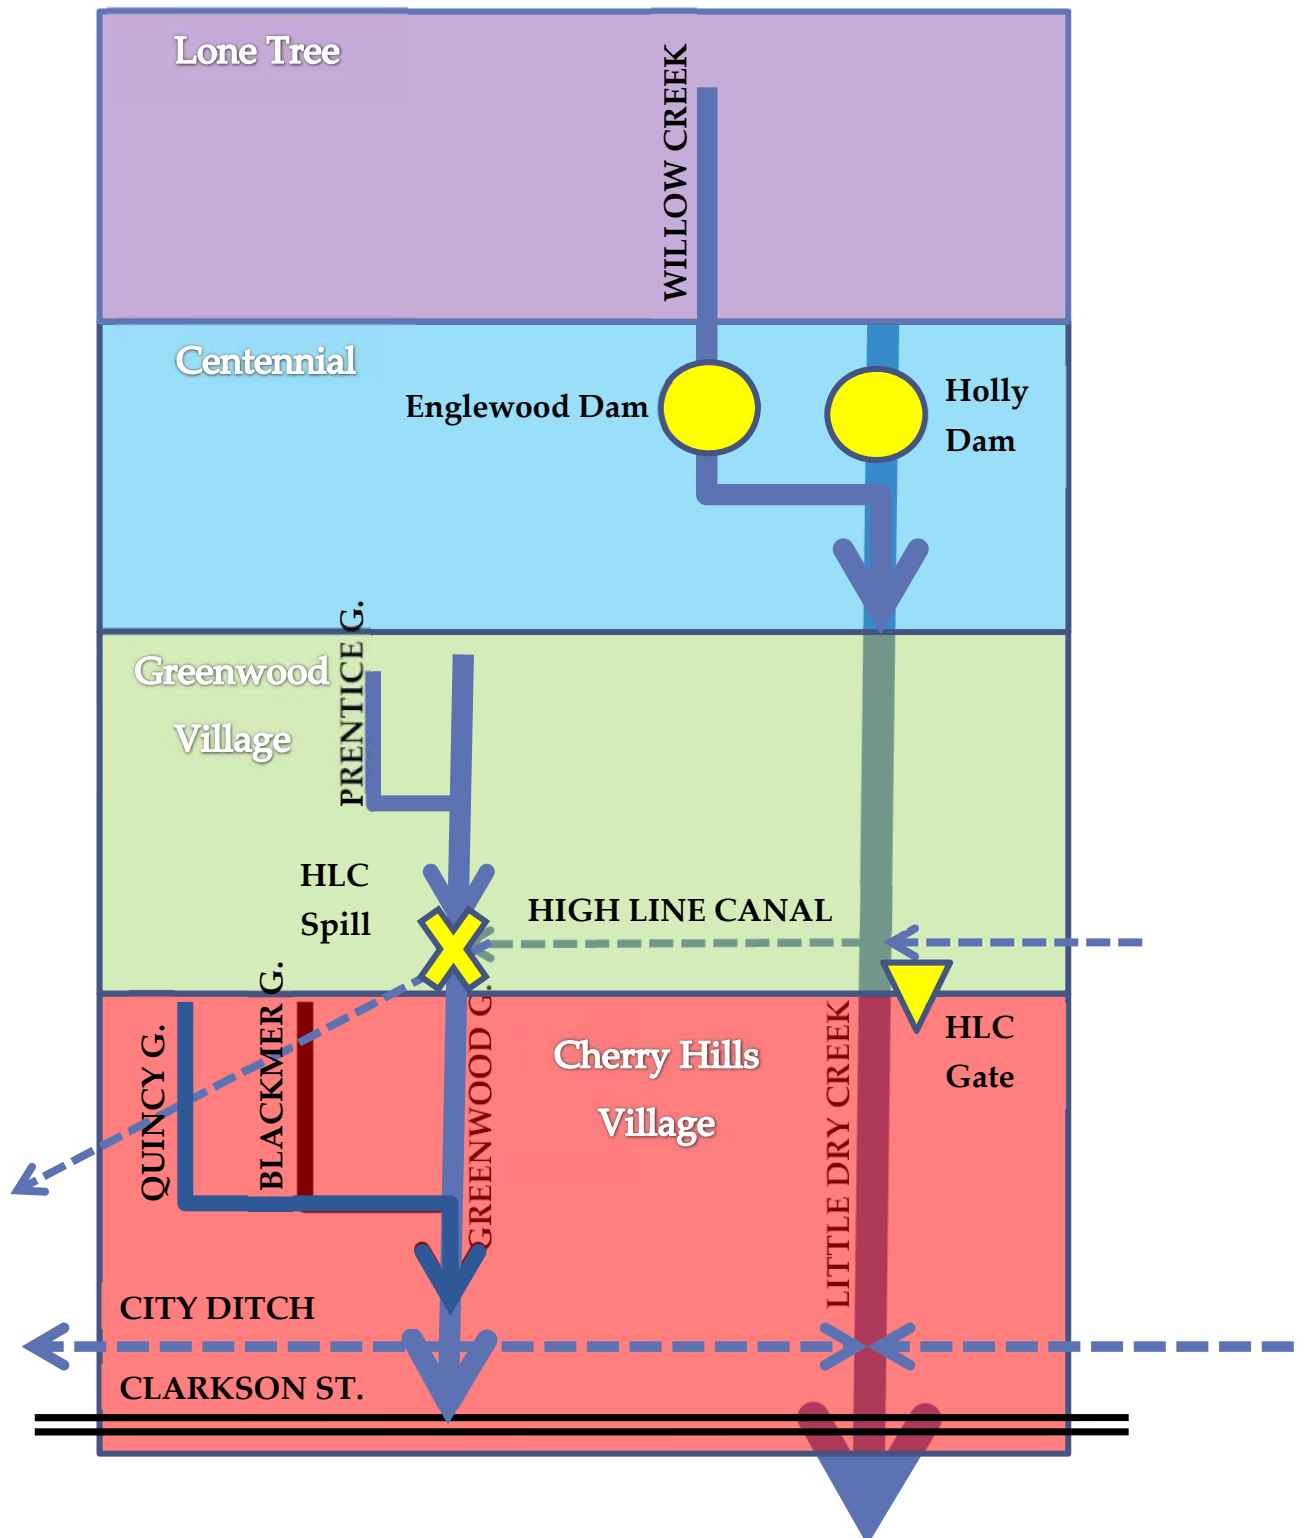 Lone Tree
WILLOW CREEK
Centennial
Englewood Dam
Holly
Dam
PRENTICE G.
Greenwood
Village
HLC
Spill
HIGH LINE CANAL
QUINCY G.
BLACKMER G.
GREENWOOD G.
Cherry Hills
Village
LITTLE DRY CREEK
HLC
Gate
CITY DITCH
CLARKSON ST.